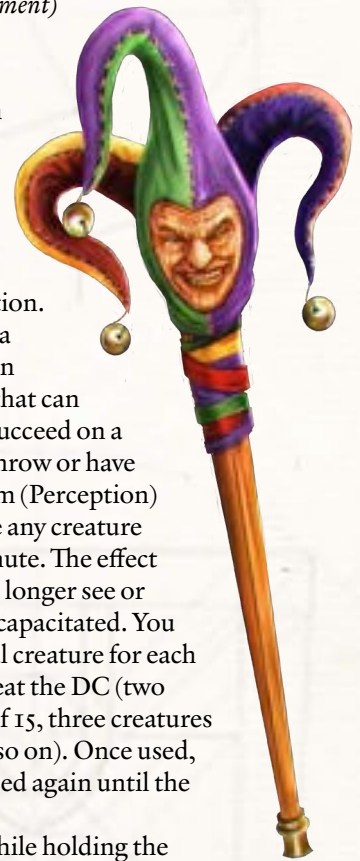 ment)
tion.
a
n
hat can
ucceed on a
hrow or have
m (Perception)
e any creature
nute. The effect
longer see or
capacitated. You
l creature for each
eat the DC (two
f 15, three creatures
so on). Once used,
ed again until the
hile holding the